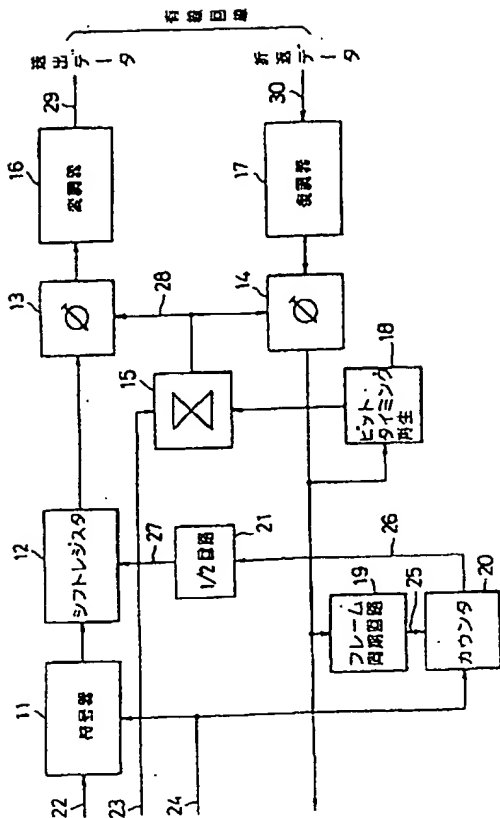 有線回線
送出データ
折返データ
29
30
16
変調器
17
復調器
13
14
28
15
18
ビット
タイミング
再生
12
シフトレジスタ
27
21
1/2回路
26
19
フレーム
同期回路
25
20
カウンタ
11
符号器
22
23
24